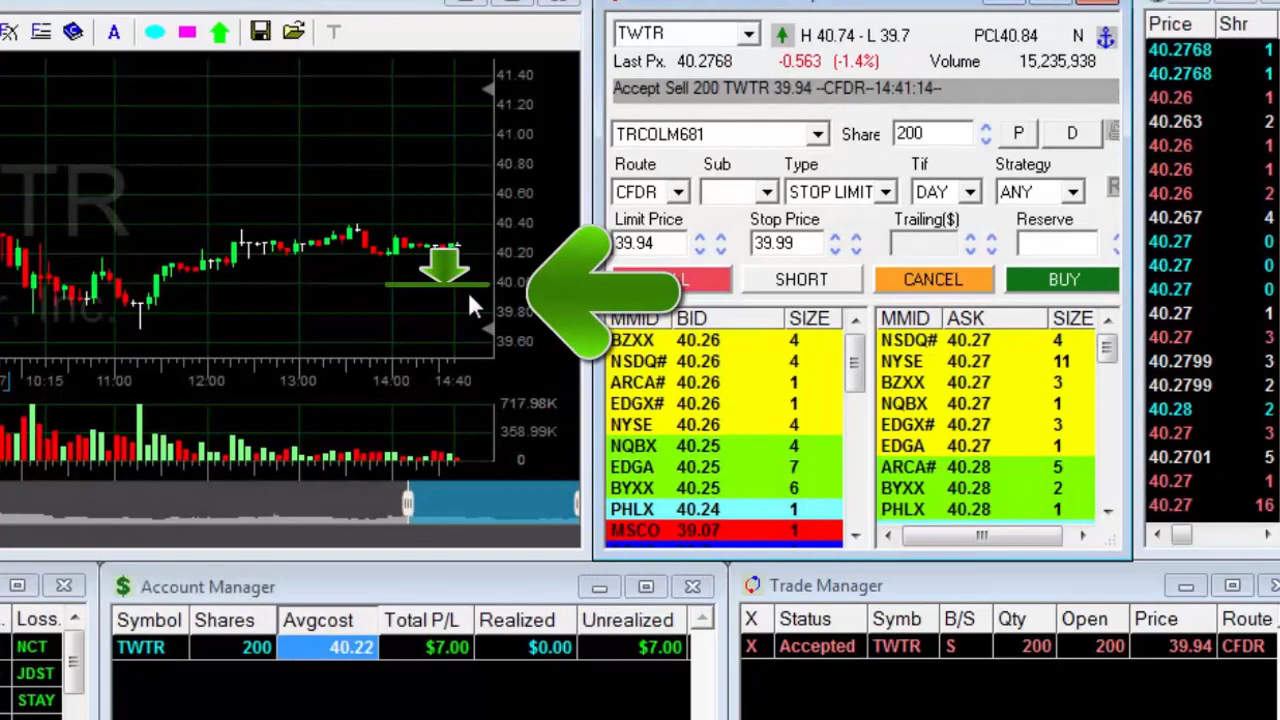 A
T
41.40
41.20
41.00
40.80
40.60
40.40
40.20
40.0
39.80
39.60
TR
, Inc.
10:15 11:00 12:00 13:00 14:00 14:40
717.98K
358.99K
0
TWTR H 40.74 - L 39.7 PCL40.84 N
Last Px. 40.2768 -0.563 (-1.4%) Volume 15,235,938
Accept Sell 200 TWTR 39.94 --CFDR--14:41:14--
TRCOLM681 Share 200 P D
Route Sub Type Tif Strategy
CFDR STOP LIMIT DAY ANY
Limit Price Stop Price Trailing($) Reserve
39.94 39.99
L SHORT CANCEL BUY
MMID BID SIZE MMID ASK SIZE
BZXX 40.26 4 NSDQ# 40.27 4
NSDQ# 40.26 4 NYSE 40.27 11
ARCA# 40.26 1 BZXX 40.27 3
EDGX# 40.26 1 NQBX 40.27 1
NYSE 40.26 4 EDGX# 40.27 3
NQBX 40.25 4 EDGA 40.27 1
EDGA 40.25 7 ARCA# 40.28 5
BYXX 40.25 6 BYXX 40.28 2
PHLX 40.24 1 PHLX 40.28 1
MSCO 39.07 1
Price Shr
40.2768 1
40.2768 1
40.26 1
40.263 2
40.26 1
40.26 1
40.26 2
40.267 4
40.27 0
40.27 0
40.27 0
40.27 1
40.27 3
40.2799 3
40.2799 2
40.28 2
40.27 3
40.2701 5
40.27 1
40.27 16
Loss.
NCT
JDST
STAY
$ Account Manager
Symbol Shares Avgcost Total P/L Realized Unrealized
TWTR 200 40.22 $7.00 $0.00 $7.00
Trade Manager
X Status Symb B/S Qty Open Price Route
X Accepted TWTR S 200 200 39.94 CFDR